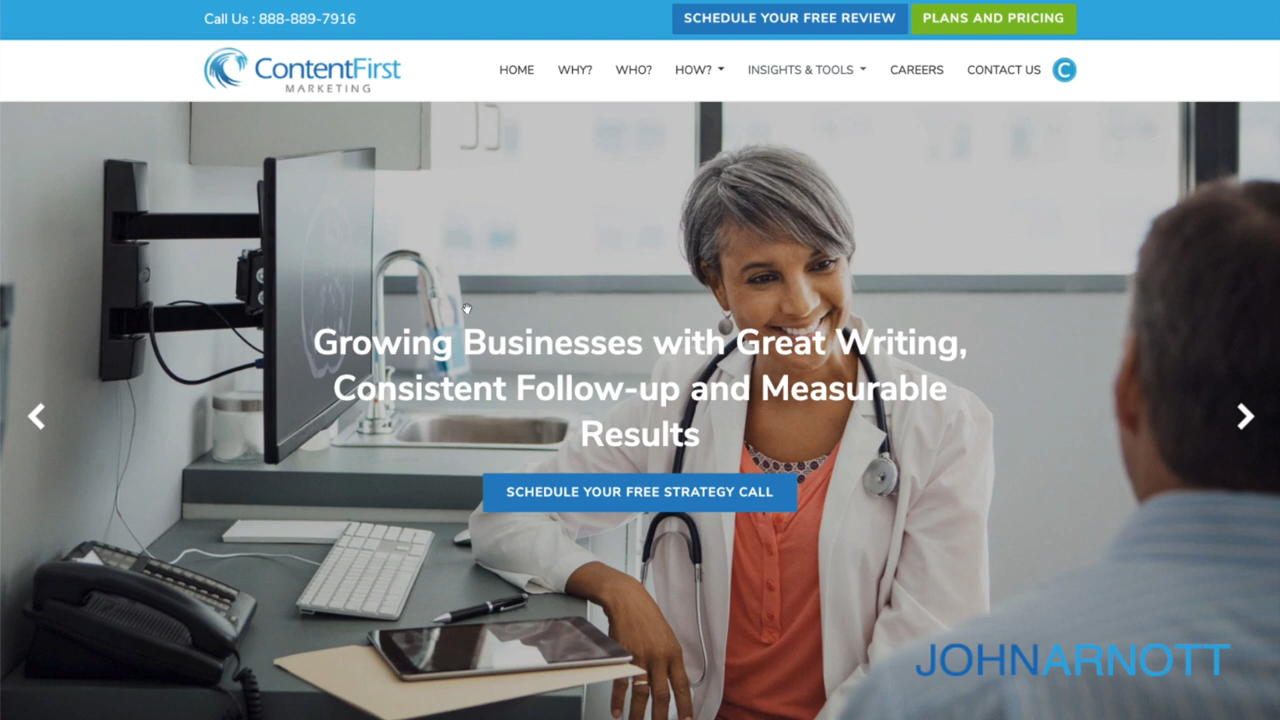 Call Us : 888-889-7916
SCHEDULE YOUR FREE REVIEW
PLANS AND PRICING
ContentFirst
MARKETING
HOME
WHY?
WHO?
HOW?
INSIGHTS & TOOLS
CAREERS
CONTACT US
C
Growing Businesses with Great Writing,
Consistent Follow-up and Measurable
Results
SCHEDULE YOUR FREE STRATEGY CALL
JOHNARNOTT